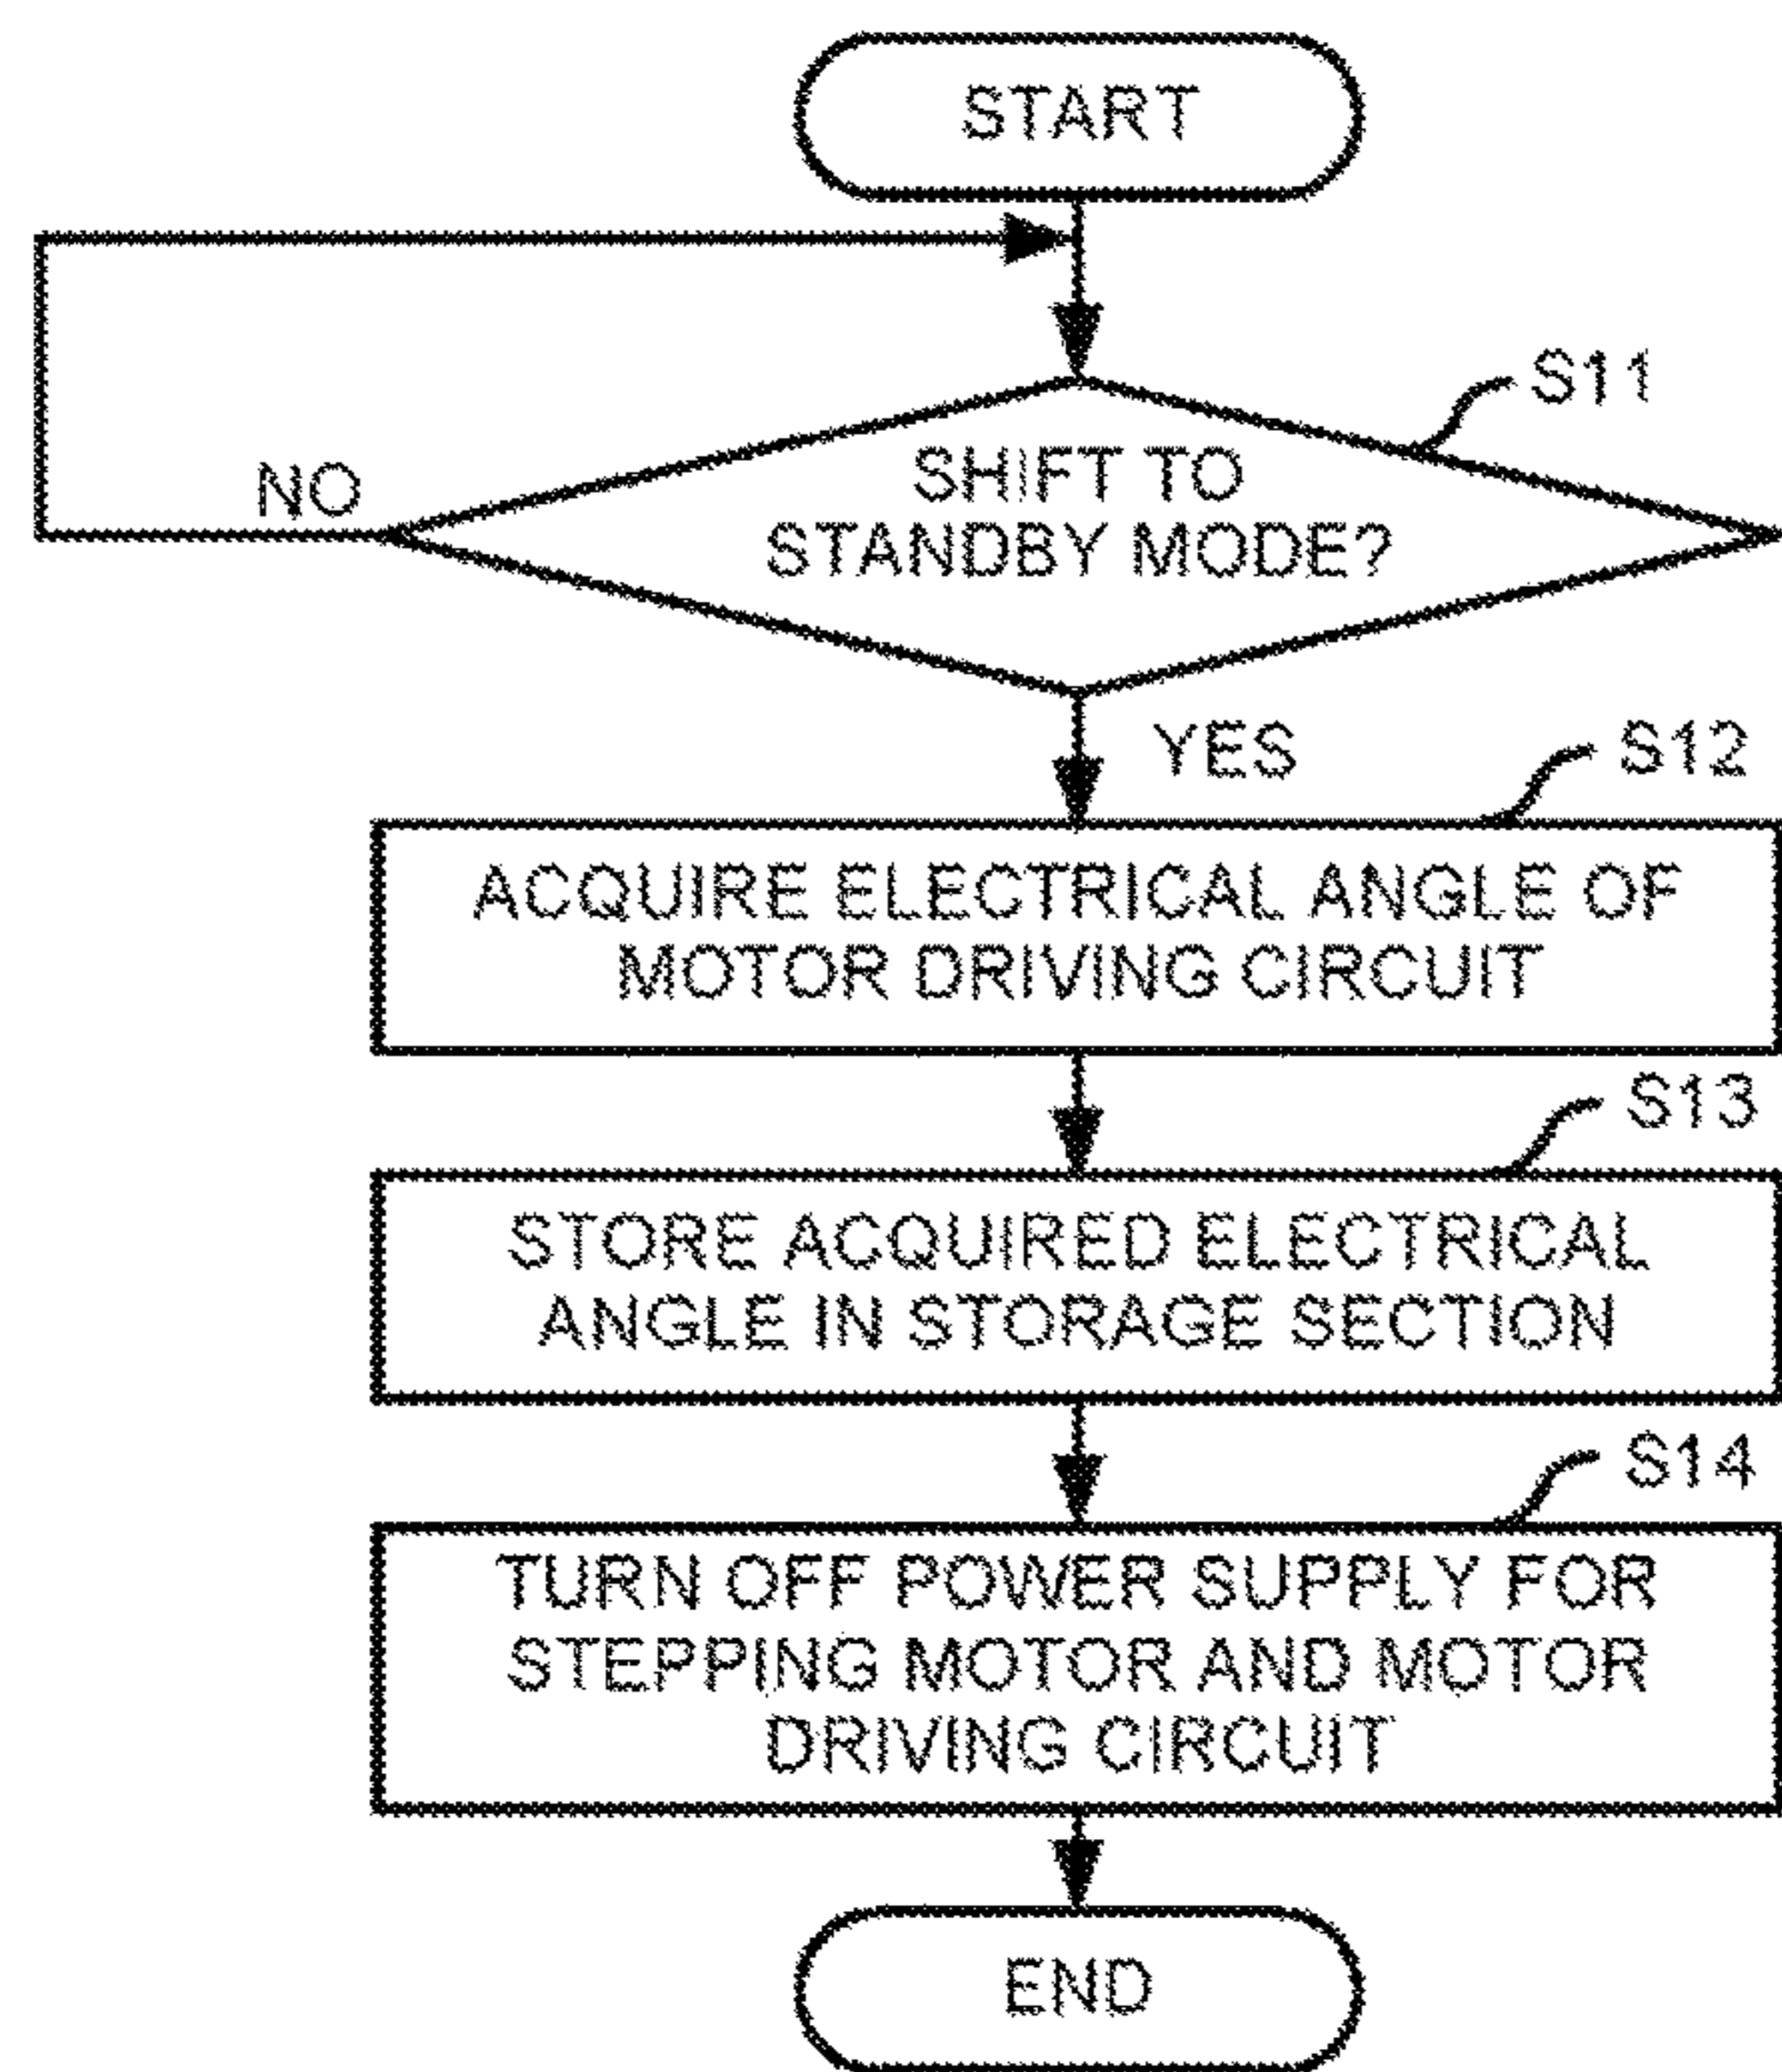 START
S11
SHIFT TO
STANDBY MODE?
NO
YES
S12
ACQUIRE ELECTRICAL ANGLE OF
MOTOR DRIVING CIRCUIT
S13
STORE ACQUIRED ELECTRICAL
ANGLE IN STORAGE SECTION
S14
TURN OFF POWER SUPPLY FOR
STEPPING MOTOR AND MOTOR
DRIVING CIRCUIT
END